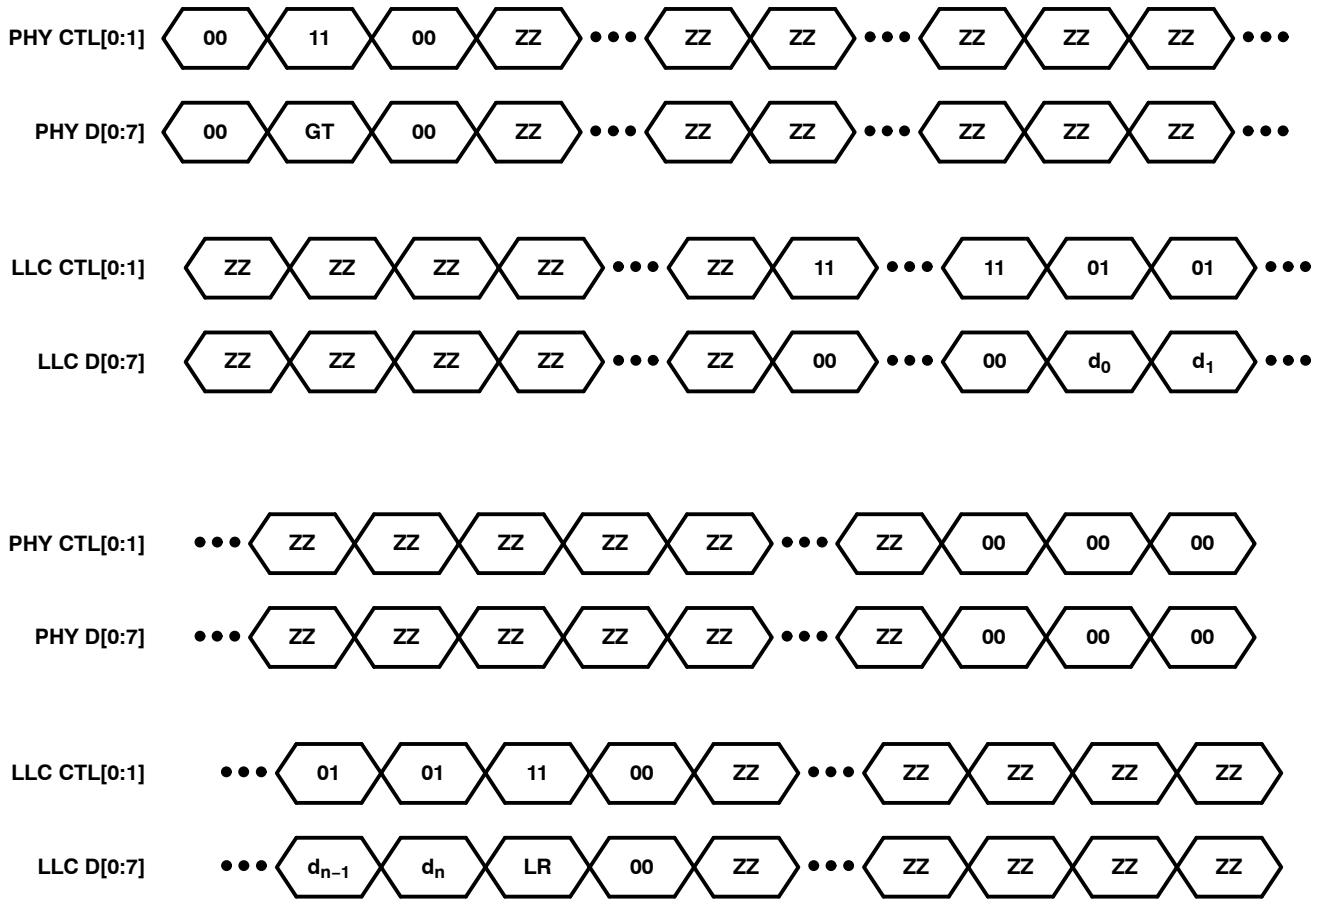 PHY CTL[0:1] 00 11 00 ZZ ••• ZZ ZZ ••• ZZ ZZ ZZ •••
PHY D[0:7] 00 GT 00 ZZ ••• ZZ ZZ ••• ZZ ZZ ZZ •••
LLC CTL[0:1] ZZ ZZ ZZ ZZ ••• ZZ 11 ••• 11 01 01 •••
LLC D[0:7] ZZ ZZ ZZ ZZ ••• ZZ 00 ••• 00 d0 d1 •••
PHY CTL[0:1] ••• ZZ ZZ ZZ ZZ ZZ ••• ZZ 00 00 00
PHY D[0:7] ••• ZZ ZZ ZZ ZZ ZZ ••• ZZ 00 00 00
LLC CTL[0:1] ••• 01 01 11 00 ZZ ••• ZZ ZZ ZZ ZZ
LLC D[0:7] ••• dn−1 dn LR 00 ZZ ••• ZZ ZZ ZZ ZZ